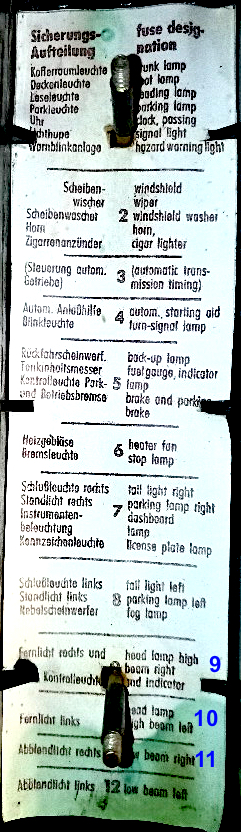 Sicherungs-
Aufteilung
fuse desig-
nation
Kofferraumleuchte
Deckenleuchte
Leseleuchte
Parkleuchte
Uhr
Lichthupe
Warnblinkanlage
trunk lamp
lamp
reading lamp
parking lamp
clock, passing
signal light
hazard warning light
Scheiben-
wischer
Scheibenwascher
Horn
Zigarrenanzünder
2
windshield
wiper
windshield washer
horn,
cigar lighter
(Steuerung autom.
Getriebe)
3
(automatic trans-
mission timing)
Autom. Anlaßhilfe
Blinkleuchte
4
autom. starting aid
turn-signal lamp
Rückfahrscheinwerf.
Tankinhaltsmesser
Kontrolleuchte Park-
und Betriebsbremse
5
back-up lamp
fuel gauge, indicator
lamp
brake and parking
brake
Heizgebläse
Bremsleuchte
6
heater fan
stop lamp
Schlußleuchte rechts
Standlicht rechts
Instrumenten-
beleuchtung
Kennzeichenleuchte
7
tail light right
parking lamp right
dashboard
lamp
license plate lamp
Schlußleuchte links
Standlicht links
Nebelscheinwerfer
8
tail light left
parking lamp left
fog lamp
Fernlicht rechts und
Kontrolleuchte
head lamp high
beam right
and indicator
9
Fernlicht links
head lamp
high beam left
10
Abblendlicht rechts
low beam right
11
Abblendlicht links
12
low beam left